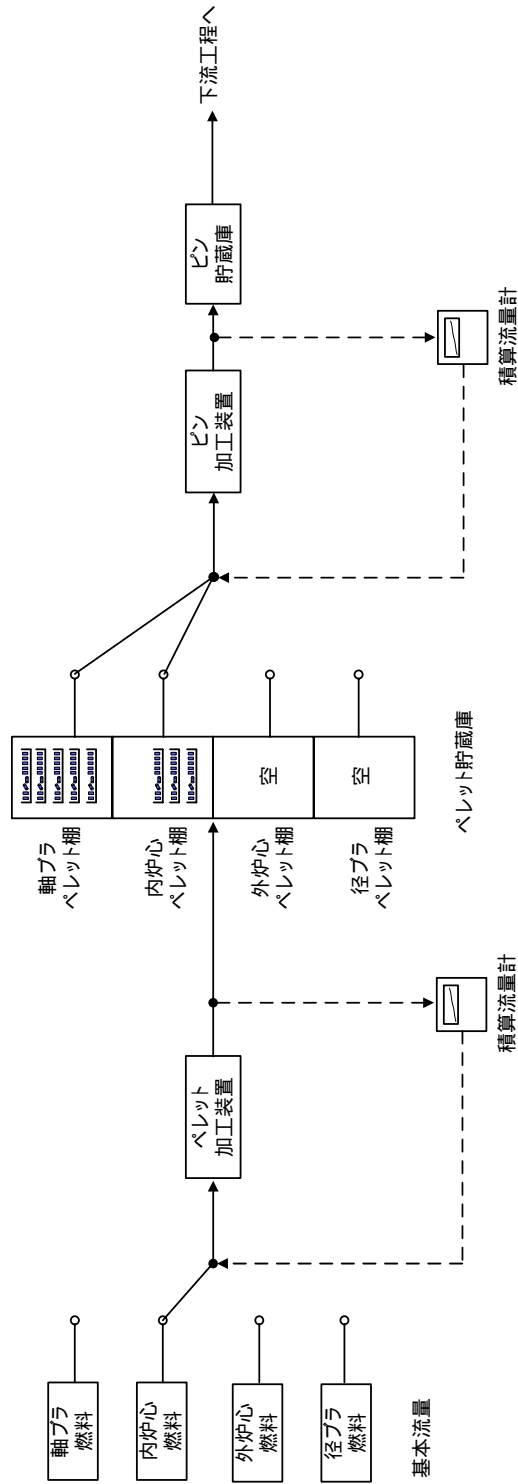 軸ブラ
燃料
内炉心
燃料
外炉心
燃料
径ブラ
燃料
基本流量
ペレット
加工装置
積算流量計
軸ブラ
ペレット棚
内炉心
ペレット棚
外炉心
ペレット棚
径ブラ
ペレット棚
空
空
ペレット貯蔵庫
ピン
加工装置
積算流量計
ピン
貯蔵庫
下流工程へ